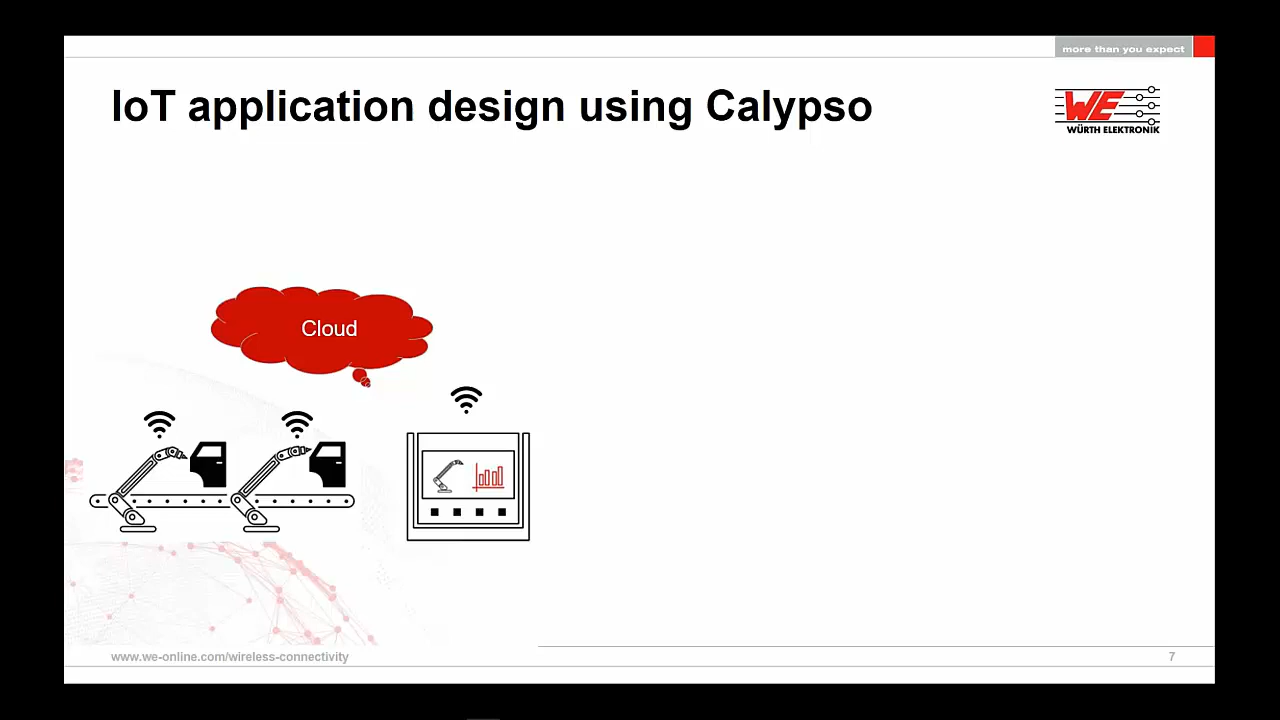 more than you expect
IoT application design using Calypso
WE
WÜRTH ELEKTRONIK
Cloud
www.we-online.com/wireless-connectivity
7